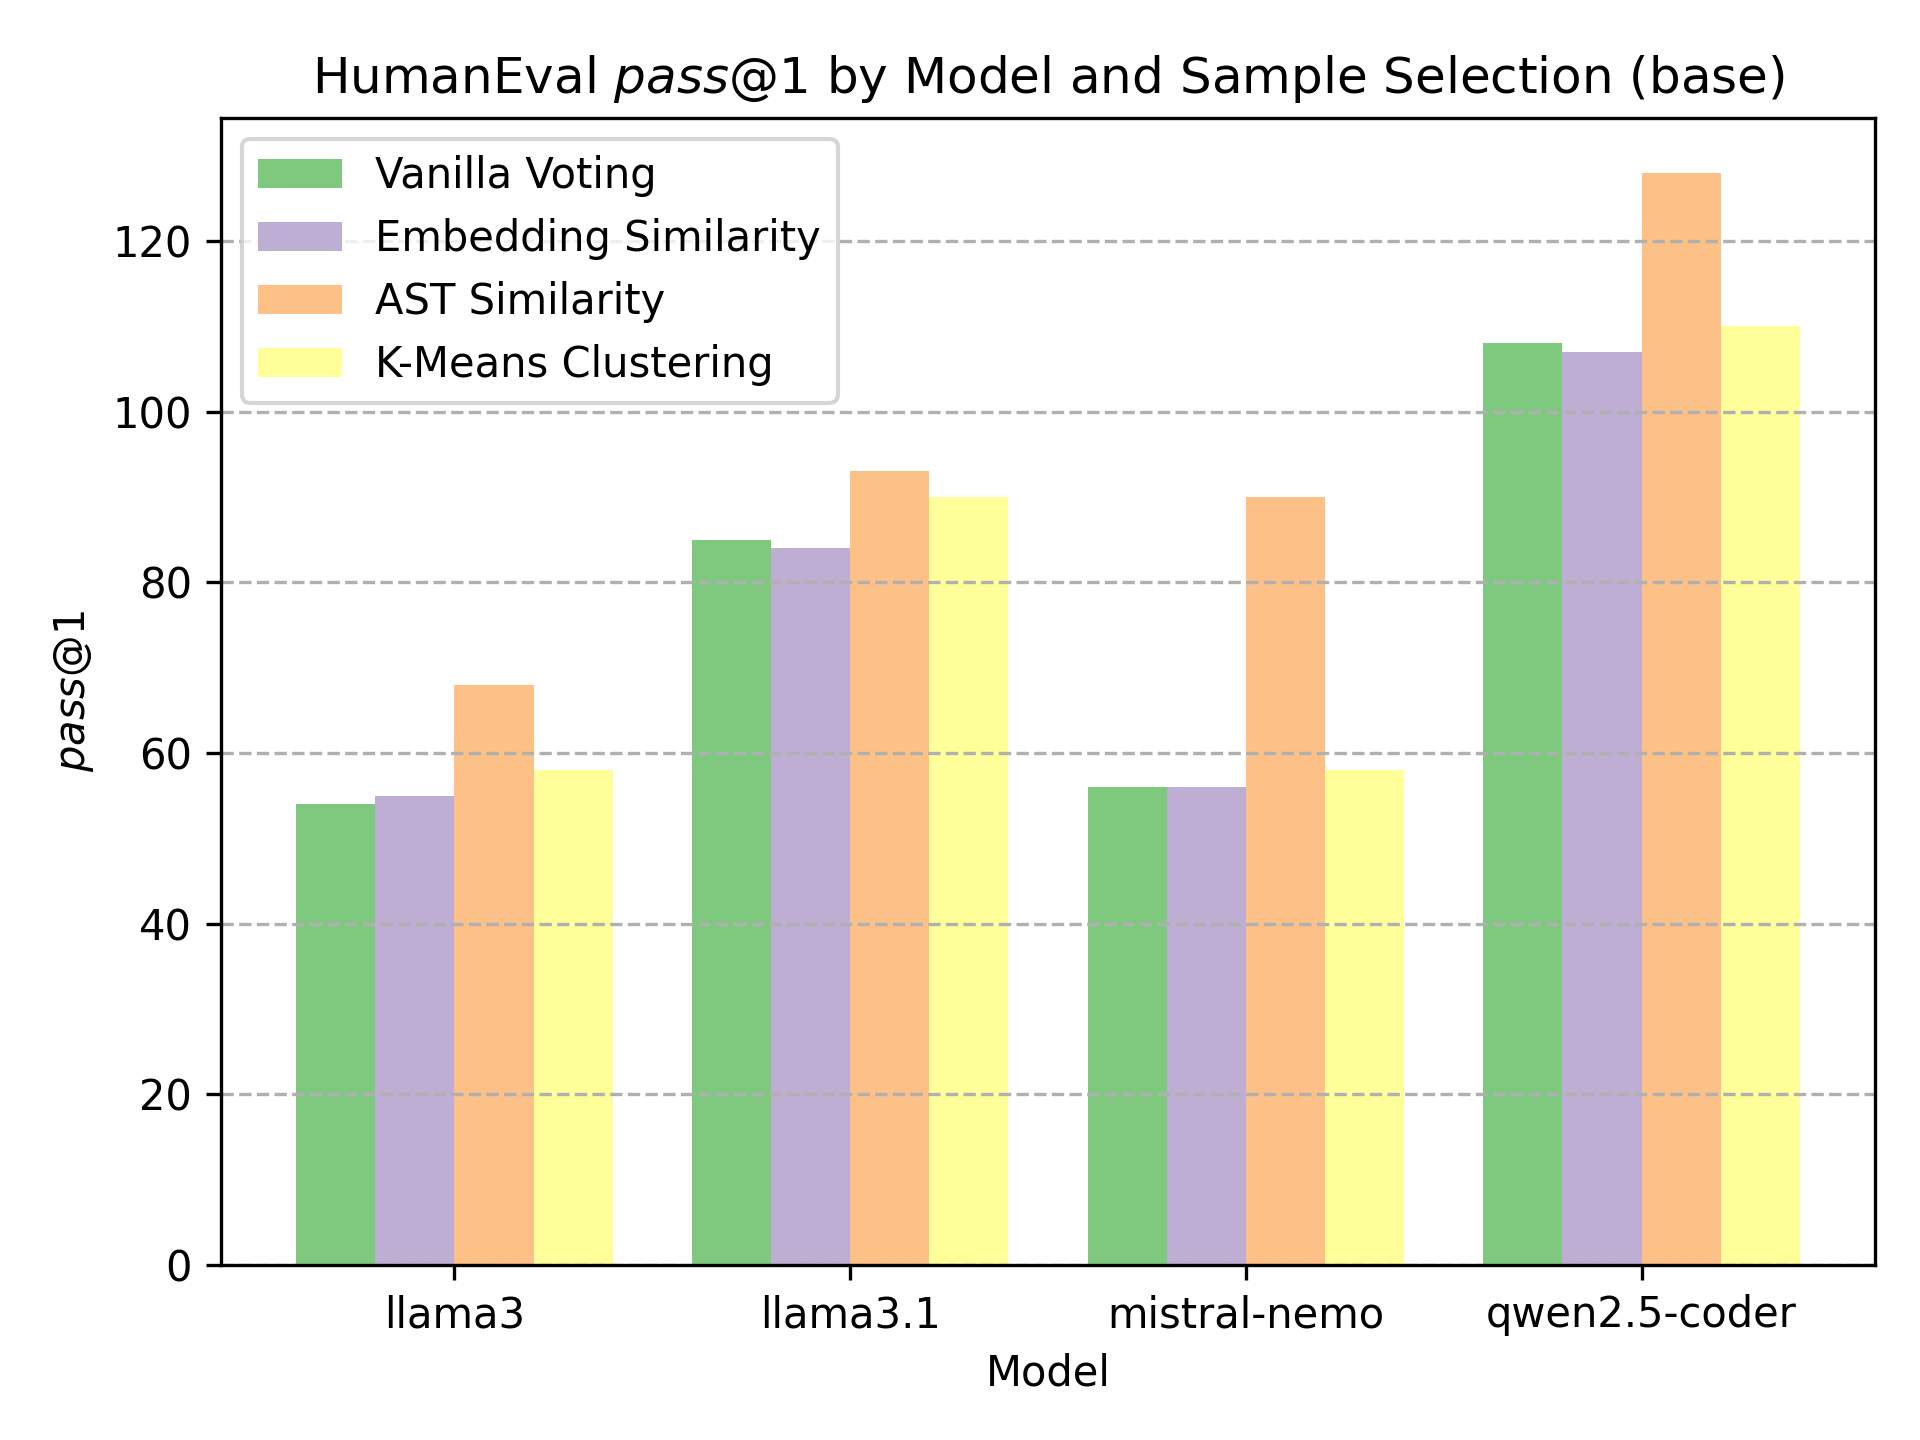 HumanEval pass@1 by Model and Sample Selection (base)
Vanilla Voting
Embedding Similarity
AST Similarity
K-Means Clustering
120
100
80
60
40
20
0
pass@1
llama3
llama3.1
mistral-nemo
qwen2.5-coder
Model